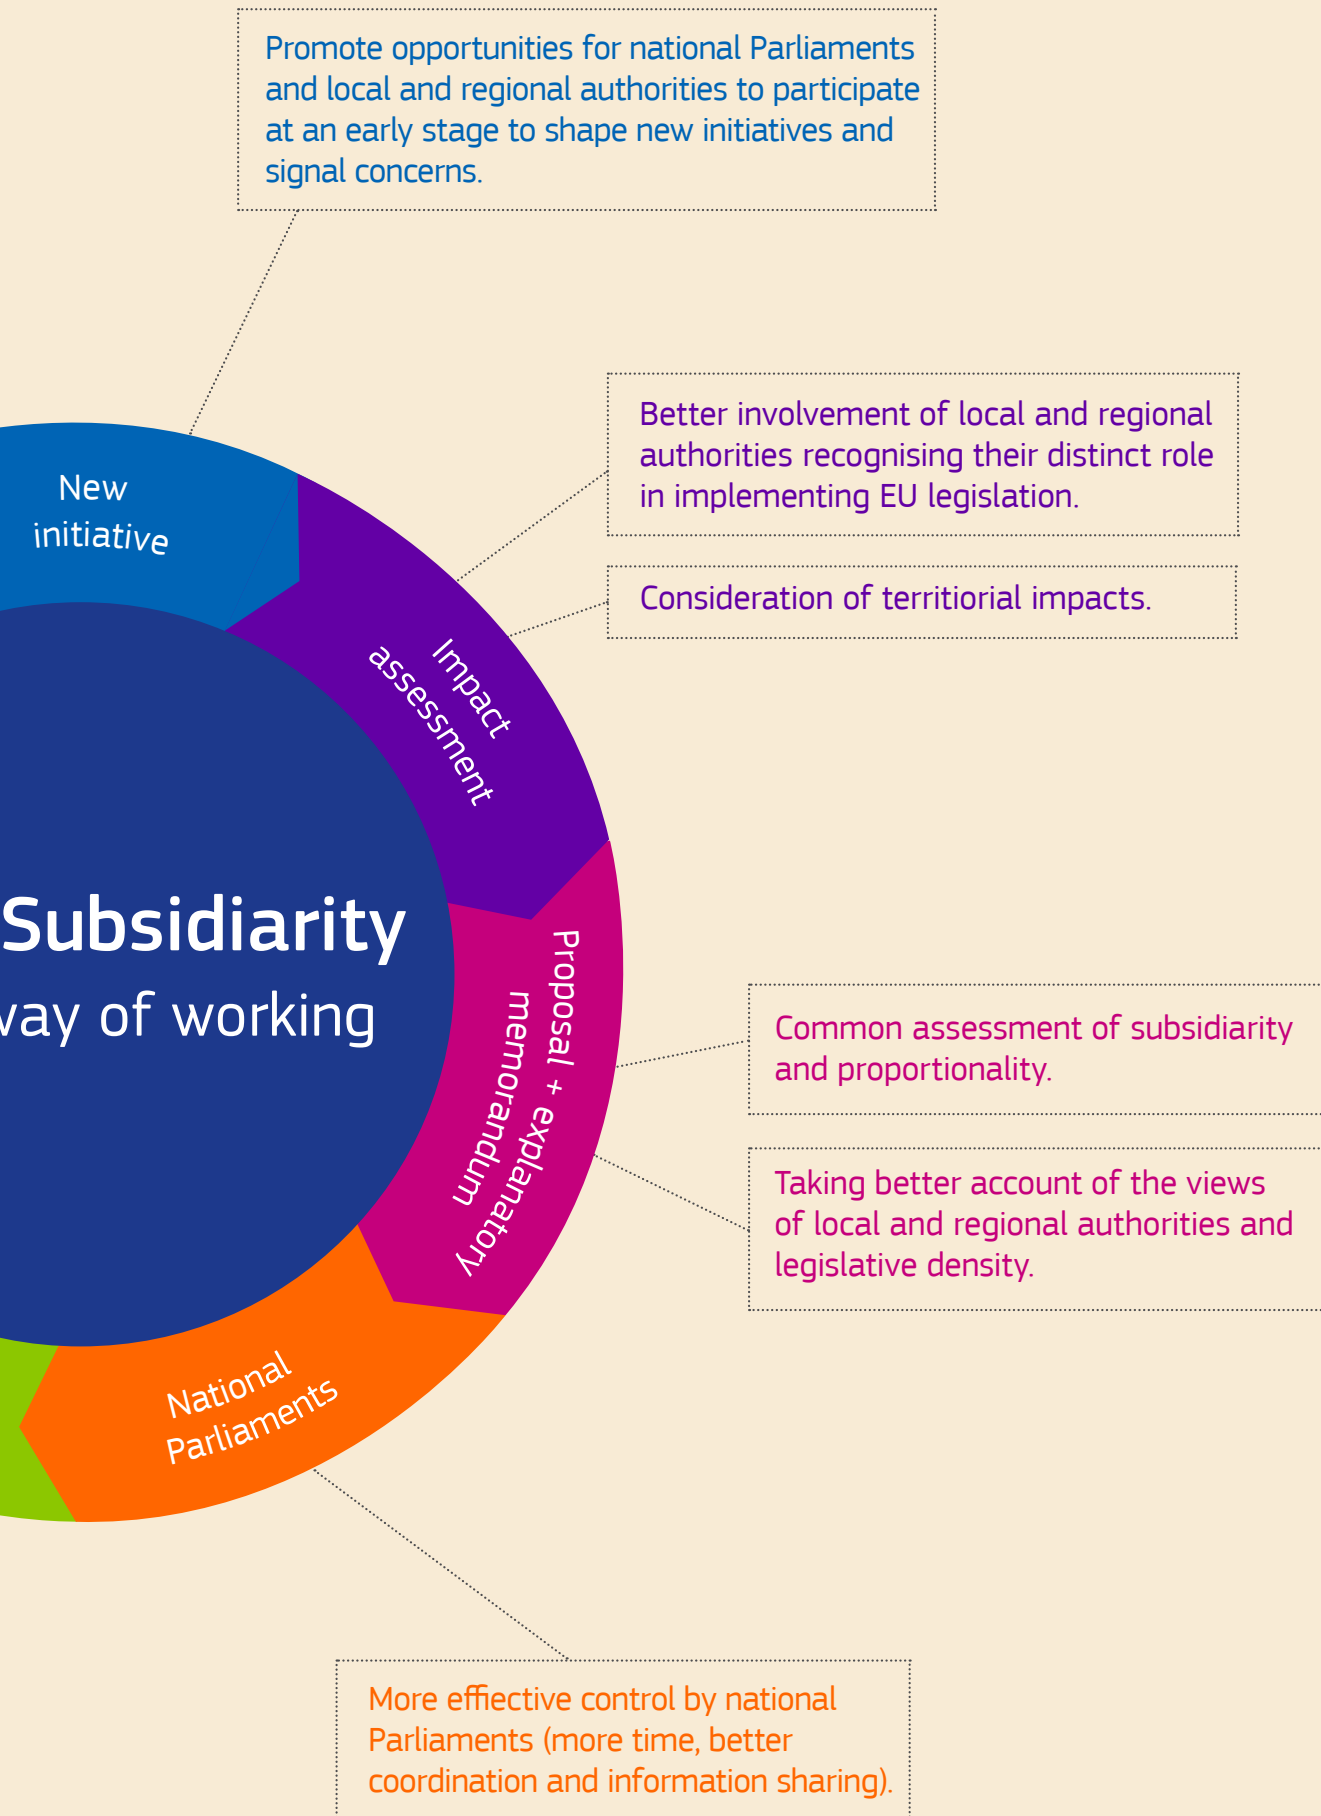 Promote opportunities for national Parliaments
and local and regional authorities to participate
at an early stage to shape new initiatives and
signal concerns.
New
initiative
Better involvement of local and regional
authorities recognising their distinct role
in implementing EU legislation.
Consideration of territiorial impacts.
Impact
assessment
Subsidiarity
way of working
Proposal + explanatory
memorandum
Common assessment of subsidiarity
and proportionality.
Taking better account of the views
of local and regional authorities and
legislative density.
National
Parliaments
More effiective control by national
Parliaments (more time, better
coordination and information sharing).